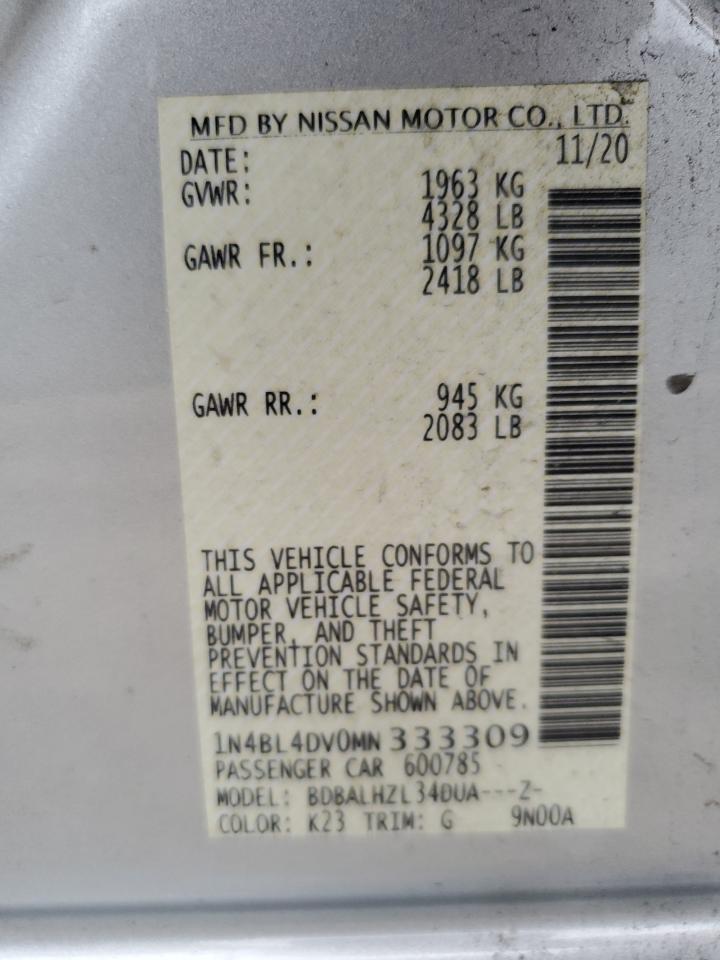 MFD BY NISSAN MOTOR CO., LTD.
DATE: 11/20
GVWR: 1963 KG
4328 LB
GAWR FR.: 1097 KG
2418 LB
GAWR RR.: 945 KG
2083 LB
THIS VEHICLE CONFORMS TO
ALL APPLICABLE FEDERAL
MOTOR VEHICLE SAFETY,
BUMPER, AND THEFT
PREVENTION STANDARDS IN
EFFECT ON THE DATE OF
MANUFACTURE SHOWN ABOVE.
1N4BL4DV0MN 333309
PASSENGER CAR 600785
MODEL: BDBALHZL34DUA---Z-
COLOR: K23 TRIM: G 9N00A